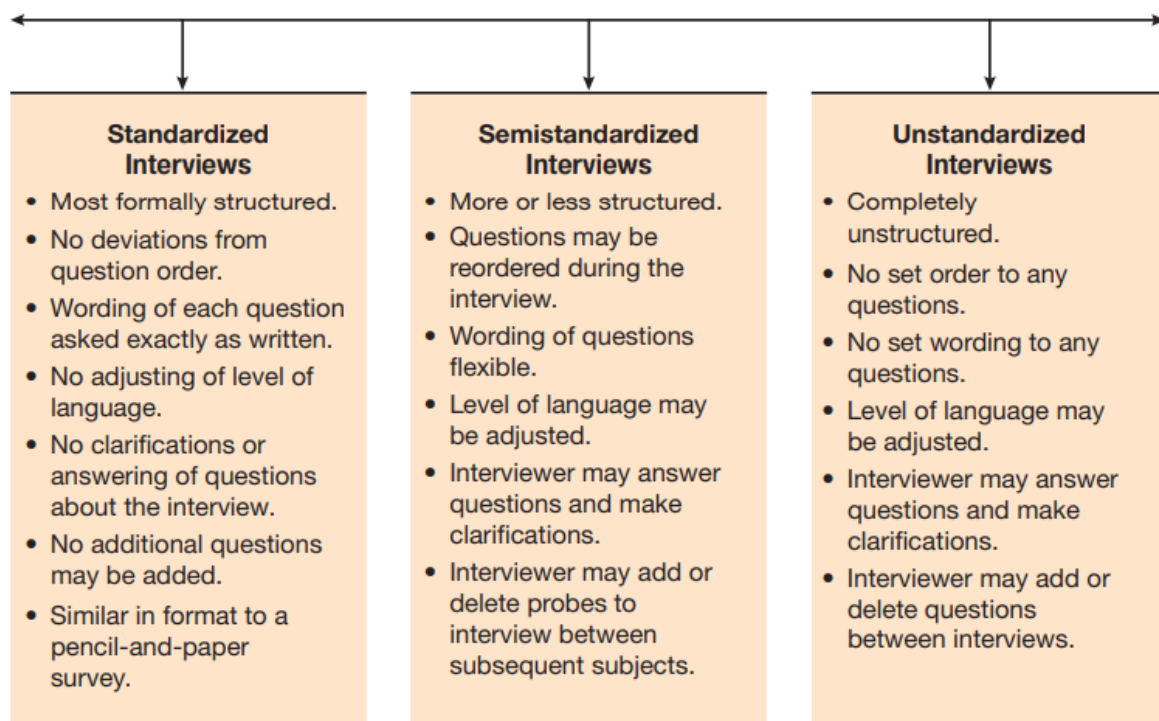 Standardized
Interviews
• Most formally structured.
• No deviations from
question order.
• Wording of each question
asked exactly as written.
• No adjusting of level of
language.
• No clarifications or
answering of questions
about the interview.
• No additional questions
may be added.
• Similar in format to a
pencil-and-paper
survey.
Semistandardized
Interviews
• More or less structured.
• Questions may be
reordered during the
interview.
• Wording of questions
flexible.
• Level of language may
be adjusted.
• Interviewer may answer
questions and make
clarifications.
• Interviewer may add or
delete probes to
interview between
subsequent subjects.
Unstandardized
Interviews
• Completely
unstructured.
• No set order to any
questions.
• No set wording to any
questions.
• Level of language may
be adjusted.
• Interviewer may answer
questions and make
clarifications.
• Interviewer may add or
delete questions
between interviews.